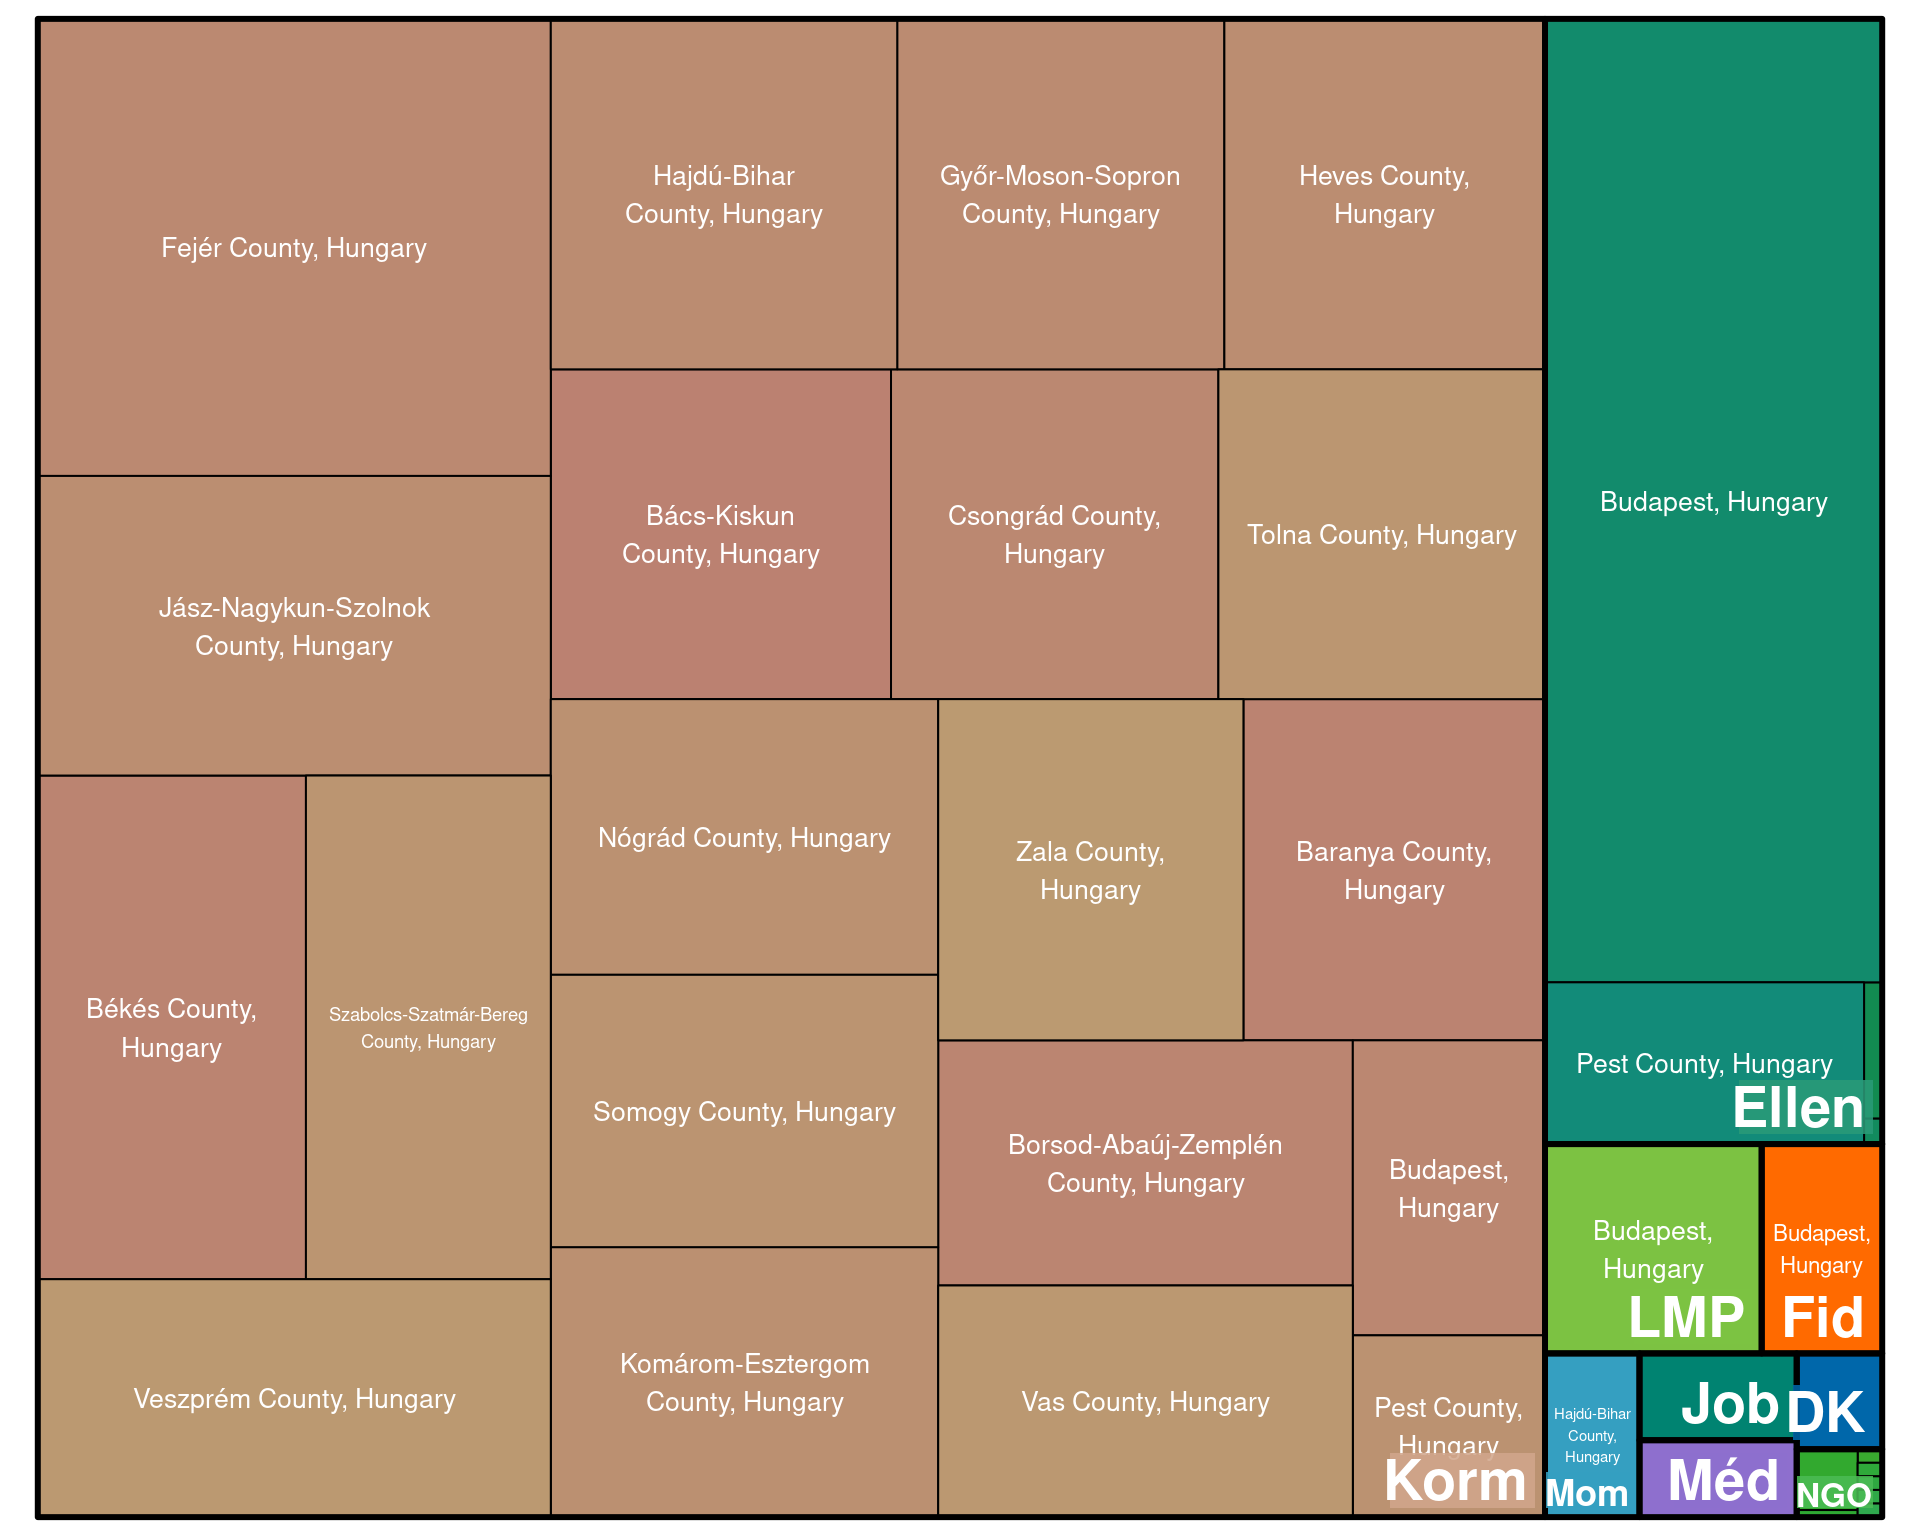 Fejér County, Hungary
Hajdú-Bihar
County, Hungary
Győr-Moson-Sopron
County, Hungary
Heves County,
Hungary
Budapest, Hungary
Bács-Kiskun
County, Hungary
Csongrád County,
Hungary
Tolna County, Hungary
Jász-Nagykun-Szolnok
County, Hungary
Nógrád County, Hungary
Zala County,
Hungary
Baranya County,
Hungary
Békés County,
Hungary
Szabolcs-Szatmár-Bereg
County, Hungary
Somogy County, Hungary
Borsod-Abaúj-Zemplén
County, Hungary
Budapest,
Hungary
Pest County, Hungary
Ellen
Budapest,
Hungary
LMP
Budapest,
Hungary
Fid
Veszprém County, Hungary
Komárom-Esztergom
County, Hungary
Vas County, Hungary
Pest County,
Hungary
Korm
Hajdú-Bihar
County,
Hungary
Mom
Job
DK
Méd
NGO